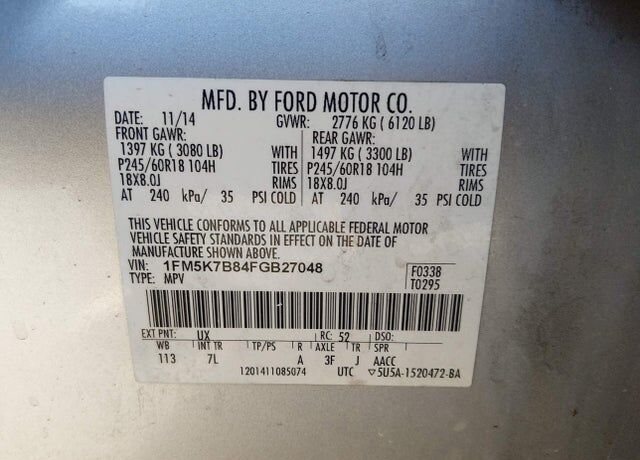 MFD. BY FORD MOTOR CO.
DATE: 11/14 GVWR: 2776 KG ( 6120 LB)
FRONT GAWR: REAR GAWR:
1397 KG ( 3080 LB) WITH 1497 KG ( 3300 LB) WITH
P245/60R18 104H TIRES P245/60R18 104H TIRES
18X8.0J RIMS 18X8.0J RIMS
AT 240 kPa/ 35 PSI COLD AT 240 kPa/ 35 PSI COLD
THIS VEHICLE CONFORMS TO ALL APPLICABLE FEDERAL MOTOR
VEHICLE SAFETY STANDARDS IN EFFECT ON THE DATE OF
MANUFACTURE SHOWN ABOVE.
VIN: 1FM5K7B84FGB27048 F0338
TYPE: MPV T0295
EXT PNT: UX RC: 52 DSO:
WB INT TR TP/PS R AXLE TR SPR
113 7L A 3F J AACC
1201411085074 UTC ▽5U5A-1520472-BA